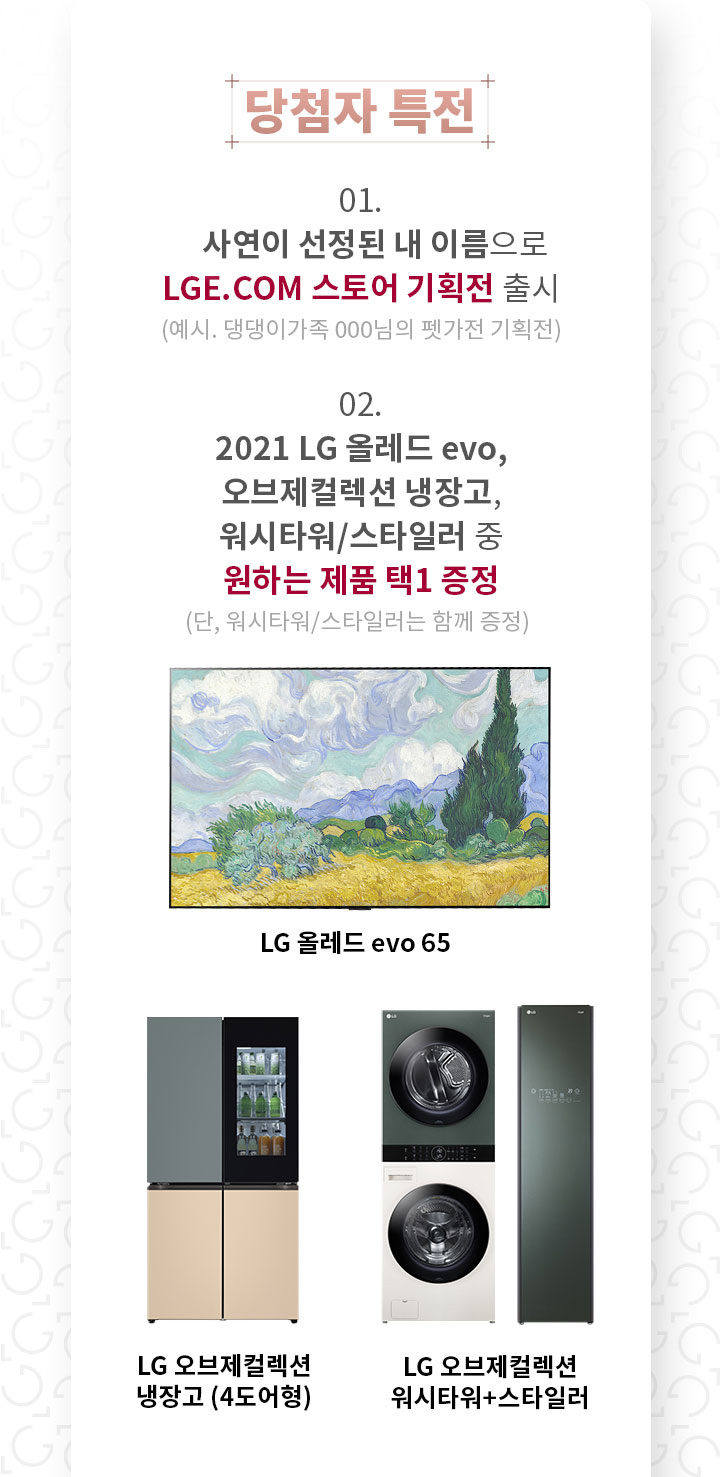 당첨자 특전
01.
사연이 선정된 내 이름으로
LGE.COM 스토어 기획전 출시
(예시. 댕댕이가족 000님의 펫가전 기획전)
02.
2021 LG 올레드 evo,
오브제컬렉션 냉장고,
워시타워/스타일러 중
원하는 제품 택1 증정
(단, 워시타워/스타일러는 함께 증정)
LG 올레드 evo 65
LG 오브제컬렉션
냉장고 (4도어형)
LG 오브제컬렉션
워시타워+스타일러